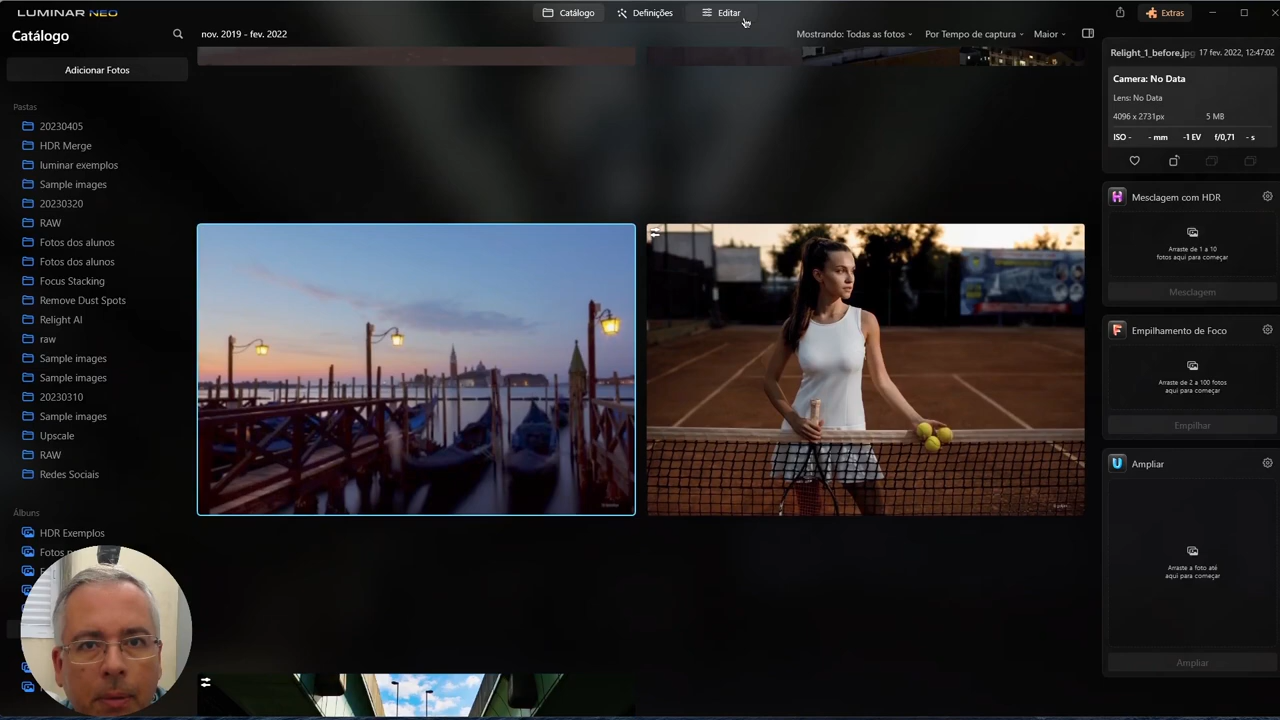 LUMINAR NEO
Catálogo
Definições
Editar
Extras
Catálogo
nov. 2019 - fev. 2022
Mostrando: Todas as fotos
Por Tempo de captura
Maior
Adicionar Fotos
Pastas
20230405
HDR Merge
luminar exemplos
Sample images
20230320
RAW
Fotos dos alunos
Fotos dos alunos
Focus Stacking
Remove Dust Spots
Relight AI
raw
Sample images
Sample images
20230310
Sample images
Upscale
RAW
Redes Sociais
Álbuns
HDR Exemplos
Relight_1_before.jpg 17 fev. 2022, 12:47:02
Camera: No Data
Lens: No Data
4096 x 2731px 5 MB
ISO - - mm -1 EV f/0,71 - s
Mesclagem com HDR
Arraste de 1 a 10
fotos aqui para começar
Mesclagem
Empilhamento de Foco
Arraste de 2 a 100 fotos
aqui para começar
Empilhar
Ampliar
Arraste a foto até
aqui para começar
Ampliar